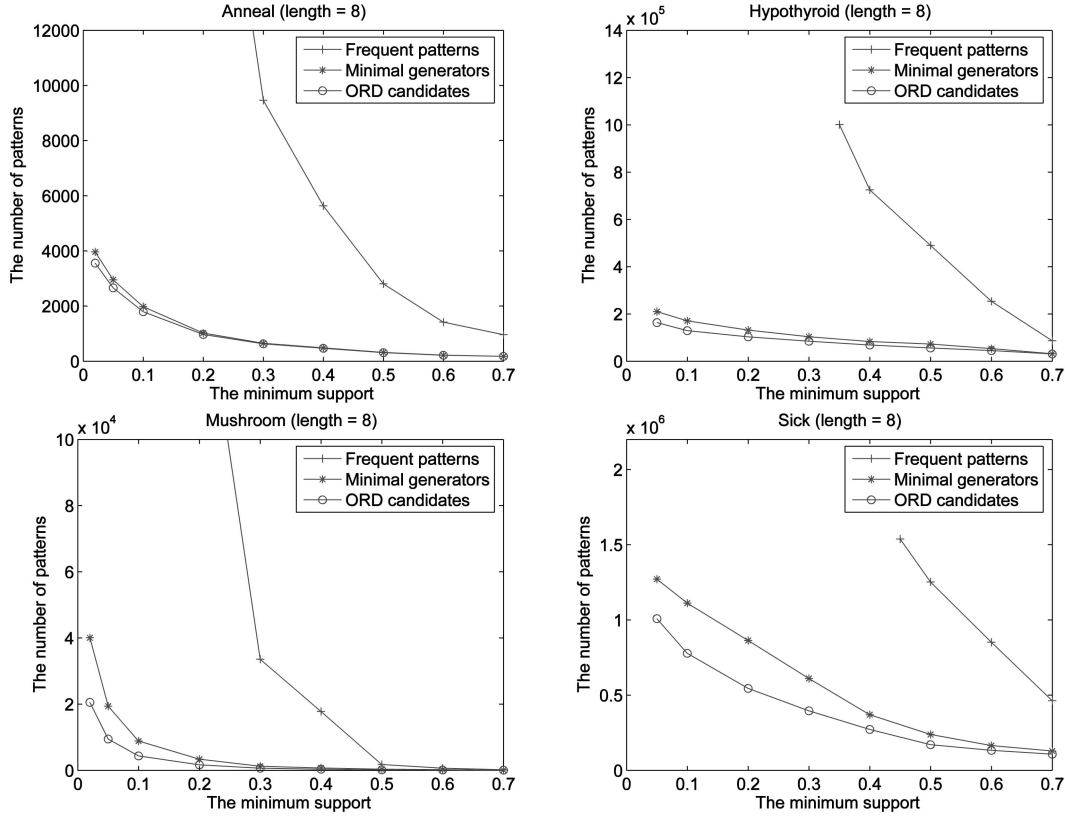 Anneal (length = 8)
12000
10000
8000
6000
4000
2000
0
The number of patterns
Frequent patterns
Minimal generators
ORD candidates
0 0.1 0.2 0.3 0.4 0.5 0.6 0.7
The minimum support
Hypothyroid (length = 8)
x 10^5
14
12
10
8
6
4
2
0
The number of patterns
Frequent patterns
Minimal generators
ORD candidates
0 0.1 0.2 0.3 0.4 0.5 0.6 0.7
The minimum support
Mushroom (length = 8)
x 10^4
10
8
6
4
2
0
The number of patterns
Frequent patterns
Minimal generators
ORD candidates
0 0.1 0.2 0.3 0.4 0.5 0.6 0.7
The minimum support
Sick (length = 8)
x 10^6
2
1.5
1
0.5
0
The number of patterns
Frequent patterns
Minimal generators
ORD candidates
0 0.1 0.2 0.3 0.4 0.5 0.6 0.7
The minimum support